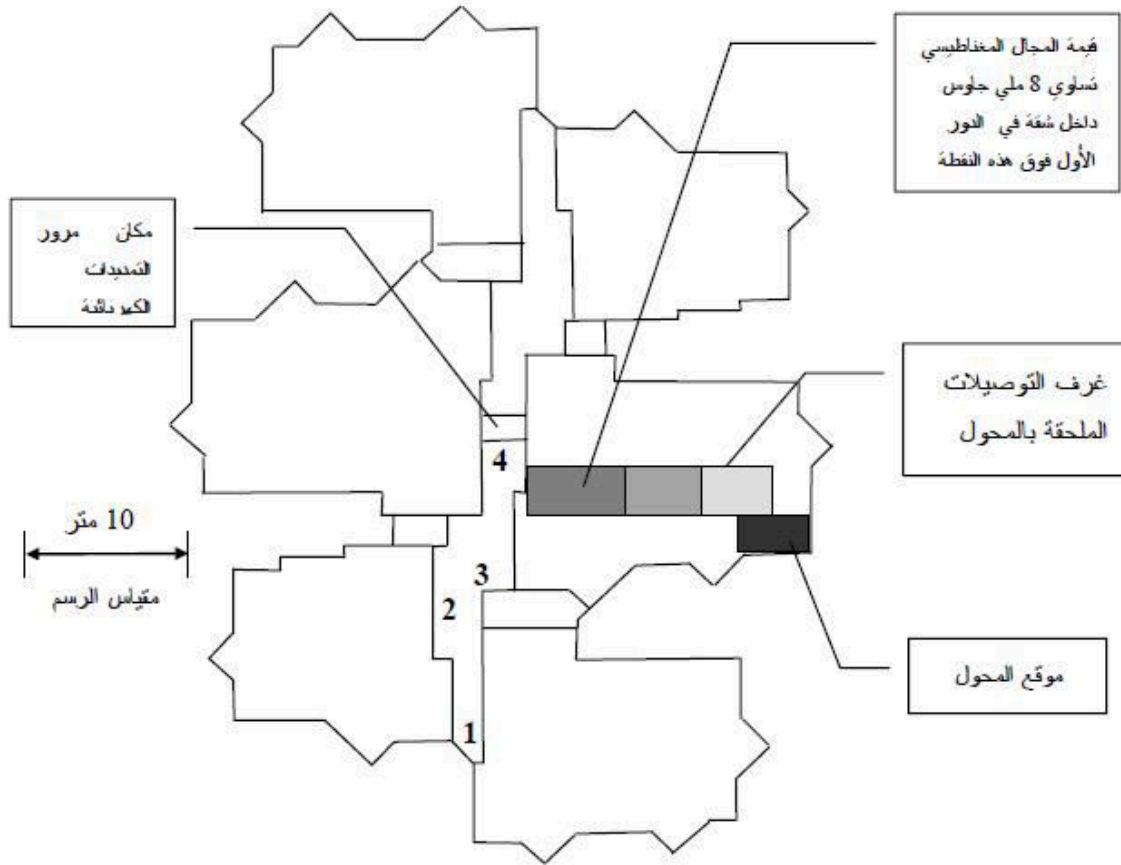 قيمة المجال المغناطيسي
تساوي 8 ملي جاوس
داخل شقة في الدور
الأول فوق هذه النقطة
مكان مرور
التمديدات
الكهربائية
غرف التوصيلات
الملحقة بالمحول
4
10 متر
3
2
مقياس الرسم
موقع المحول
1